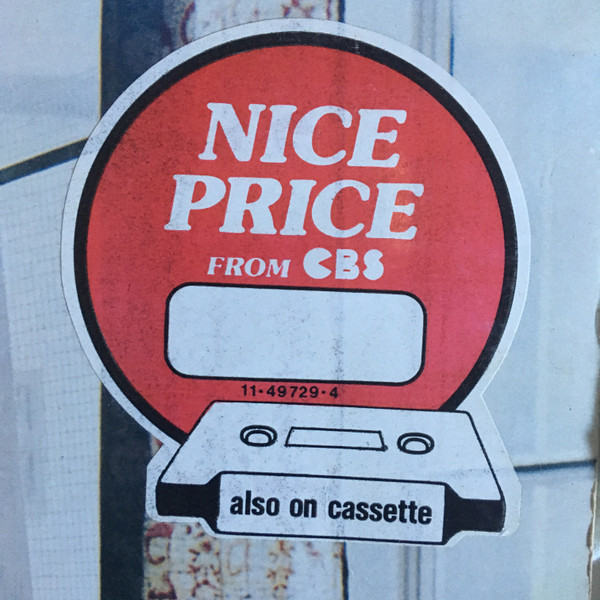 NICE
PRICE
FROM CBS
11-49729-4
also on cassette